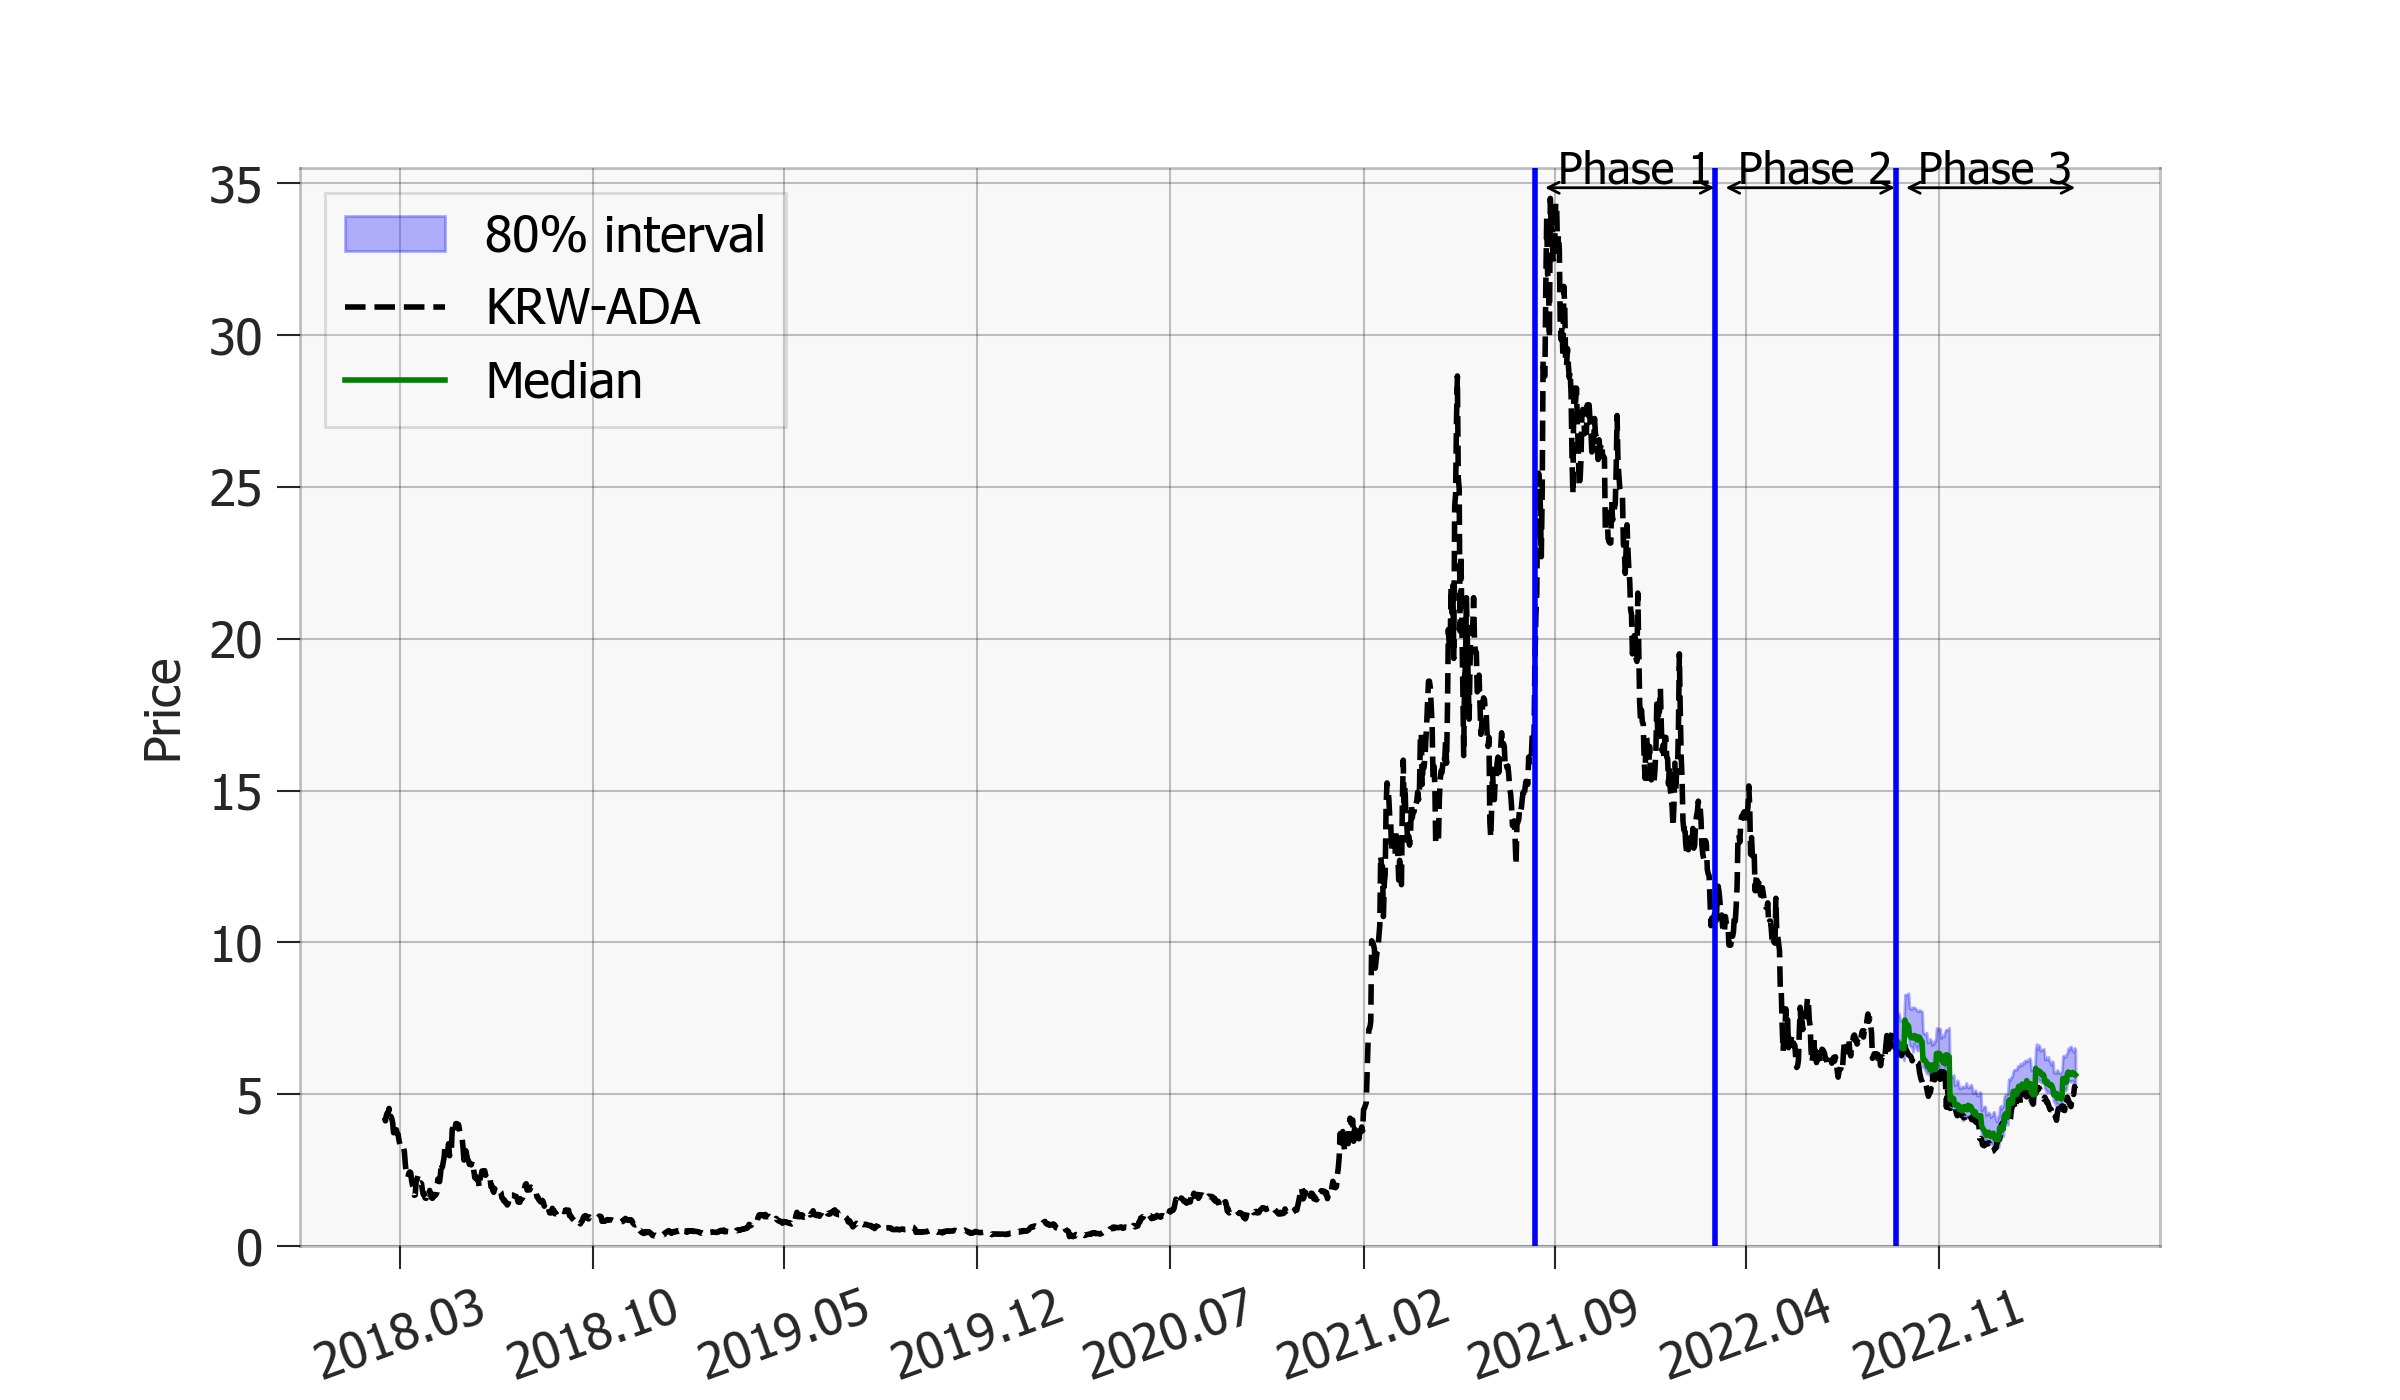 Phase 1
Phase 2
Phase 3
35
30
25
20
15
10
5
0
Price
80% interval
KRW-ADA
Median
2018.03
2018.10
2019.05
2019.12
2020.07
2021.02
2021.09
2022.04
2022.11